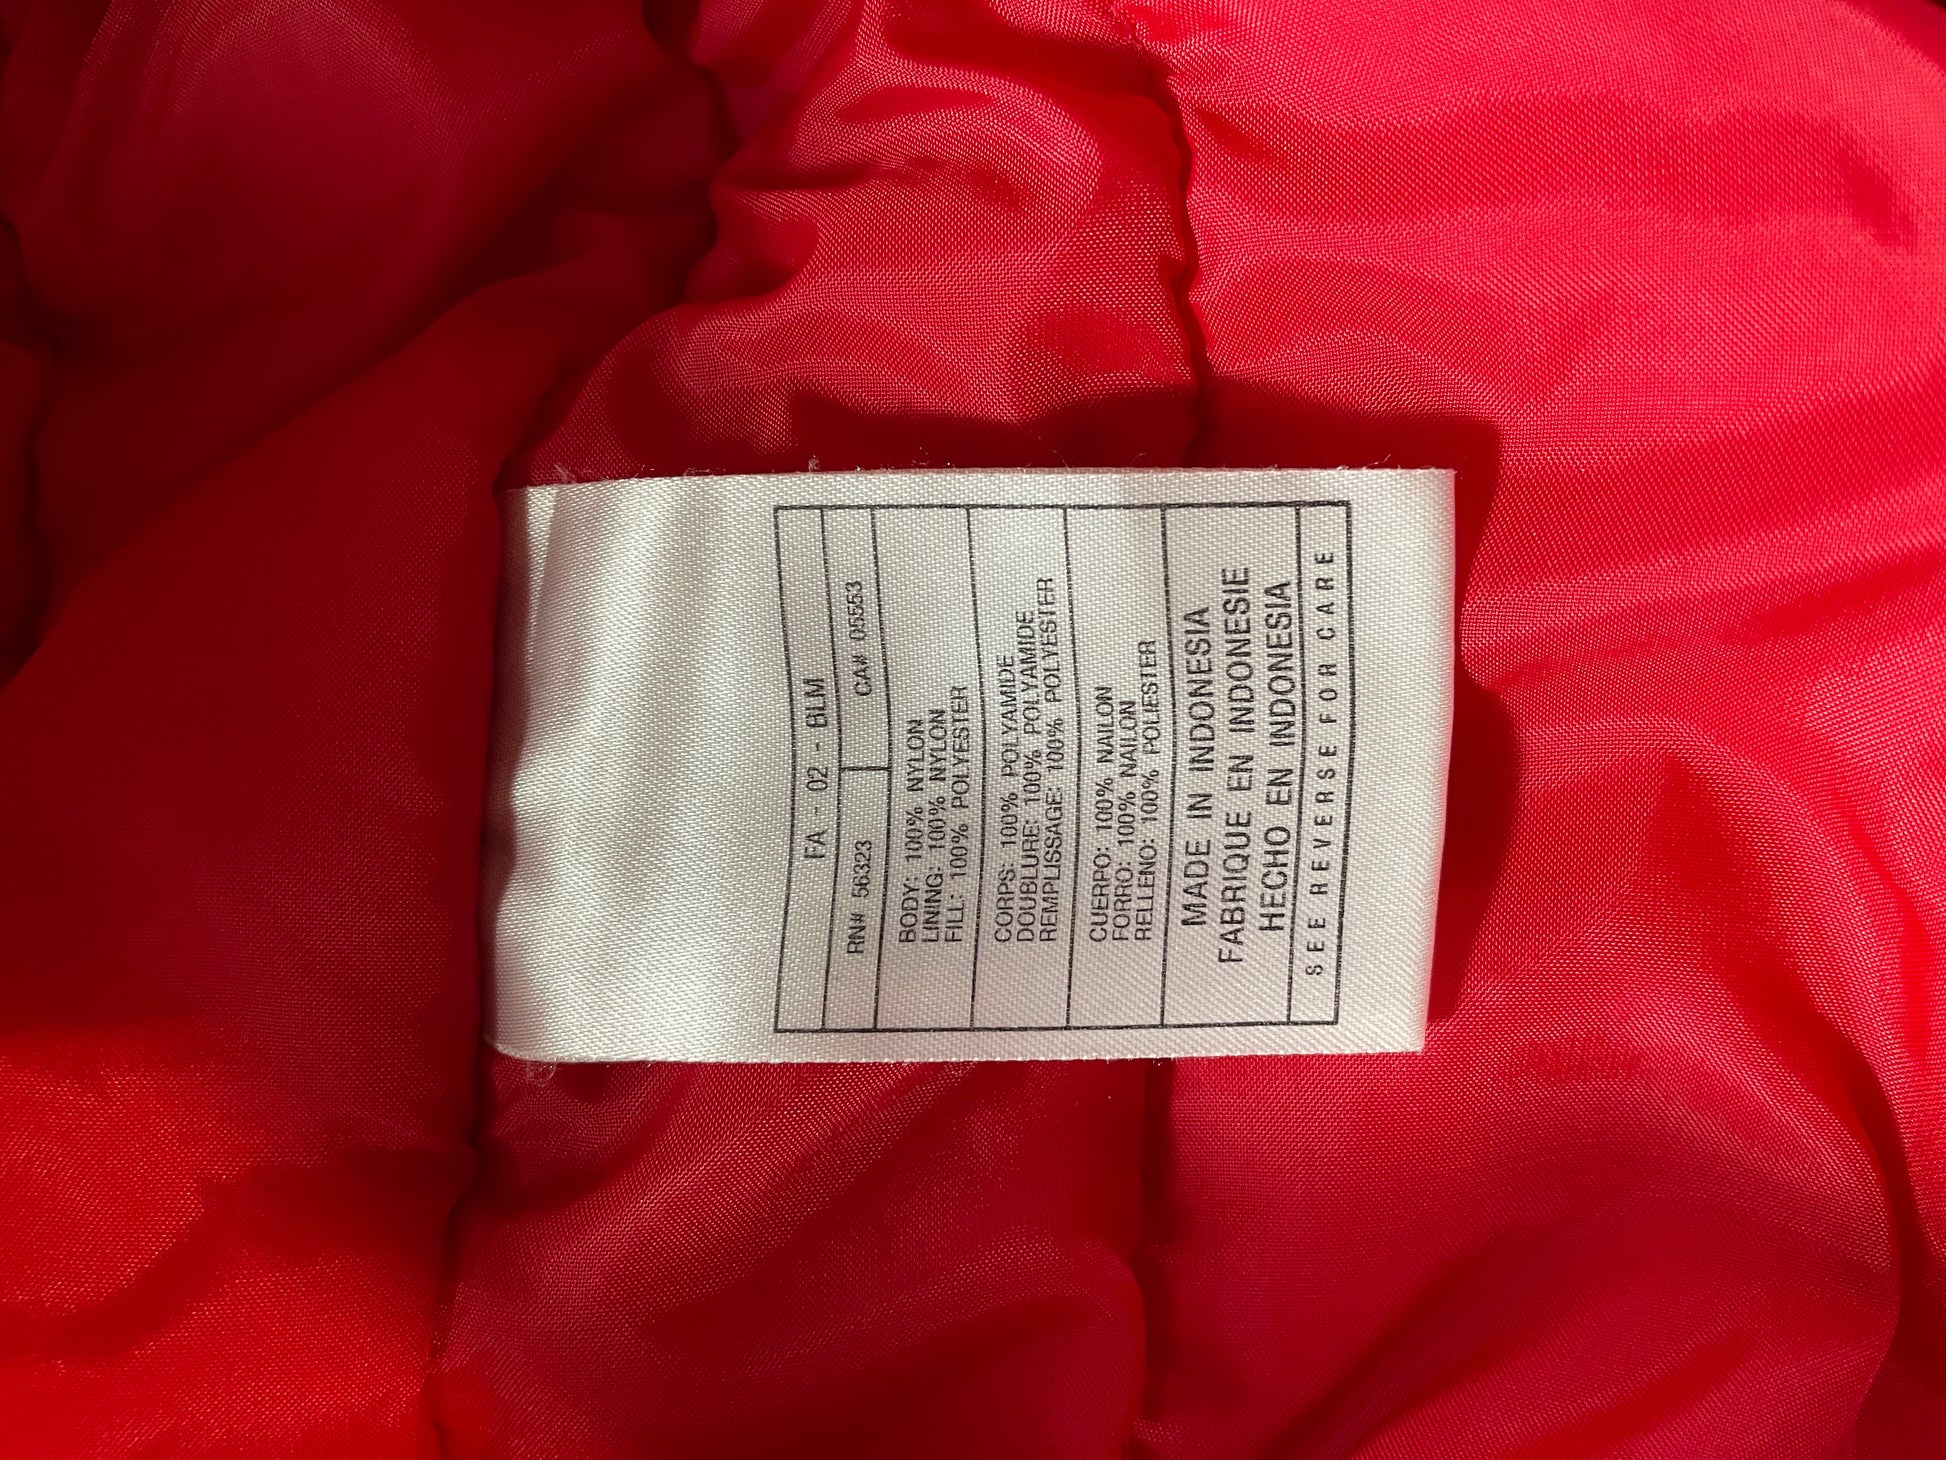 FA - 02 - BLM
RN# 56323 CA# 05553
BODY: 100% NYLON
LINING: 100% NYLON
FILL: 100% POLYESTER
CORPS: 100% POLYAMIDE
DOUBLURE: 100% POLYAMIDE
REMPLISSAGE: 100% POLYESTER
CUERPO: 100% NAILON
FORRO: 100% NAILON
RELLENO: 100% POLIESTER
MADE IN INDONESIA
FABRIQUE EN INDONESIE
HECHO EN INDONESIA
SEE REVERSE FOR CARE